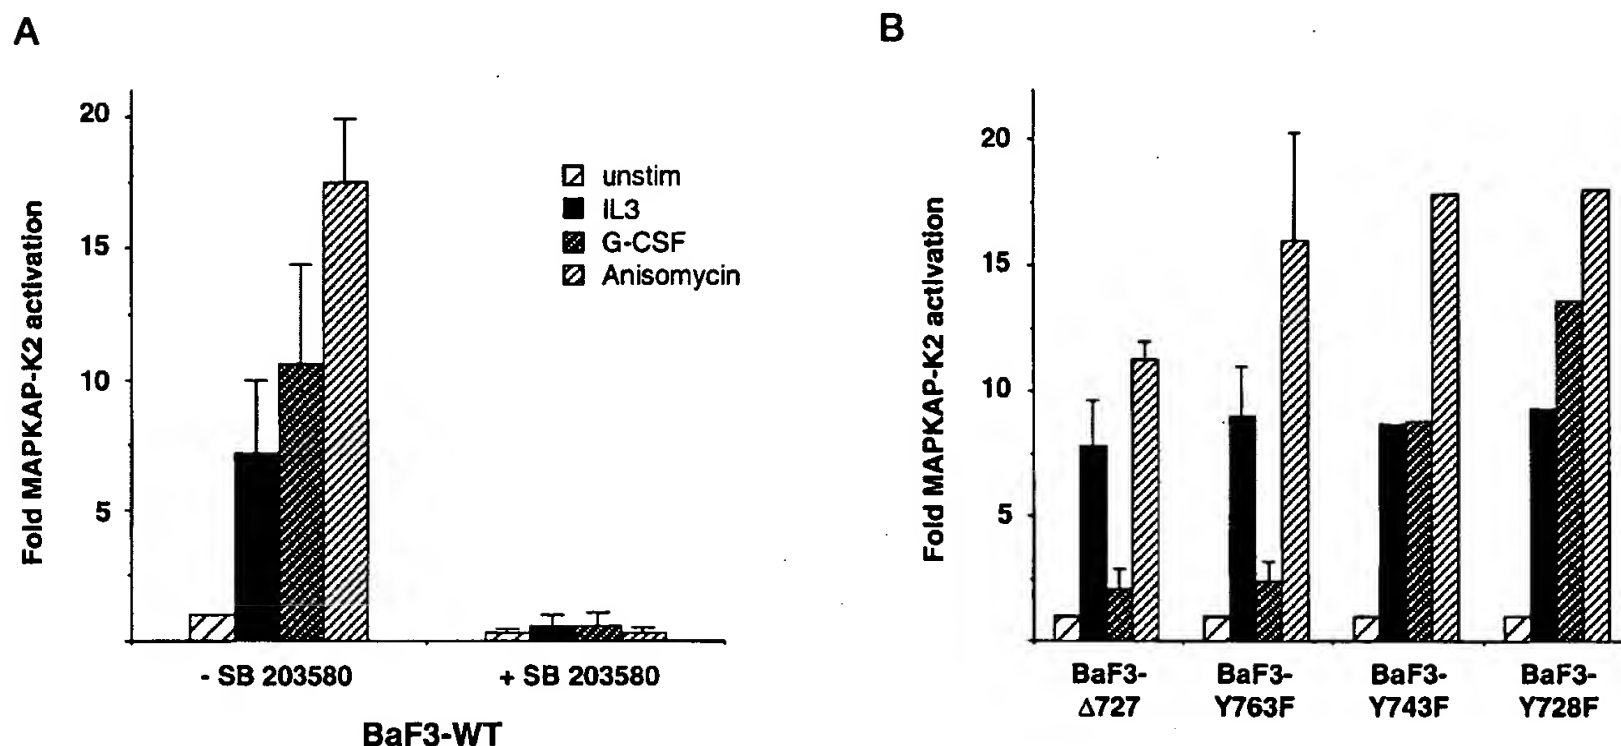 A
Fold MAPKAP-K2 activation
20
15
10
5
unstim
IL3
G-CSF
Anisomycin
- SB 203580
+ SB 203580
BaF3-WT
B
Fold MAPKAP-K2 activation
20
15
10
5
BaF3-
Δ727
BaF3-
Y763F
BaF3-
Y743F
BaF3-
Y728F